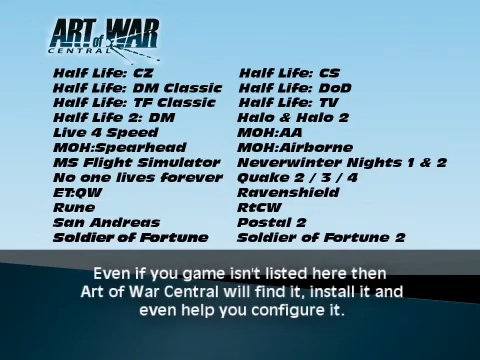 ART of WAR
CENTRAL
Half Life: CZ Half Life: CS
Half Life: DM Classic Half Life: DoD
Half Life: TF Classic Half Life: TV
Half Life 2: DM Halo & Halo 2
Live 4 Speed MOH:AA
MOH:Spearhead MOH:Airborne
MS Flight Simulator Neverwinter Nights 1 & 2
No one lives forever Quake 2 / 3 / 4
ET:QW Ravenshield
Rune RtCW
San Andreas Postal 2
Soldier of Fortune Soldier of Fortune 2
Even if you game isn't listed here then
Art of War Central will find it, install it and
even help you configure it.